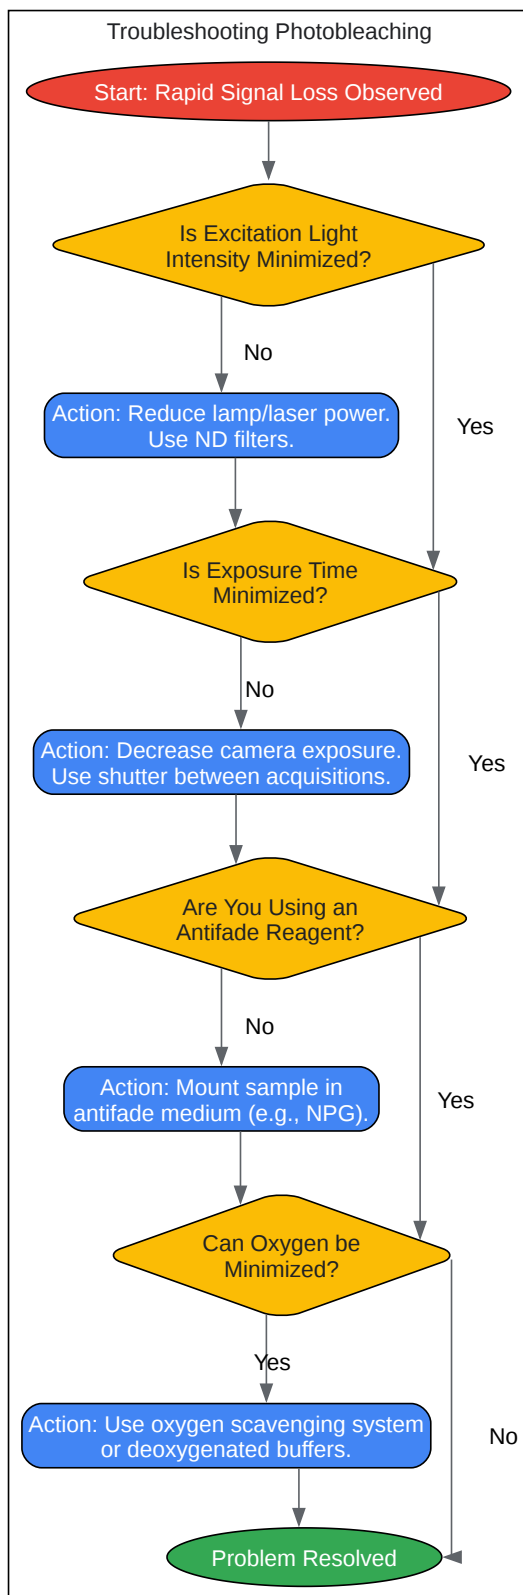 Troubleshooting Photobleaching
Start: Rapid Signal Loss Observed
Is Excitation Light
Intensity Minimized?
No
Yes
Action: Reduce lamp/laser power.
Use ND filters.
Is Exposure Time
Minimized?
No
Yes
Action: Decrease camera exposure.
Use shutter between acquisitions.
Are You Using an
Antifade Reagent?
No
Yes
Action: Mount sample in
antifade medium (e.g., NPG).
Can Oxygen be
Minimized?
Yes
No
Action: Use oxygen scavenging system
or deoxygenated buffers.
Problem Resolved